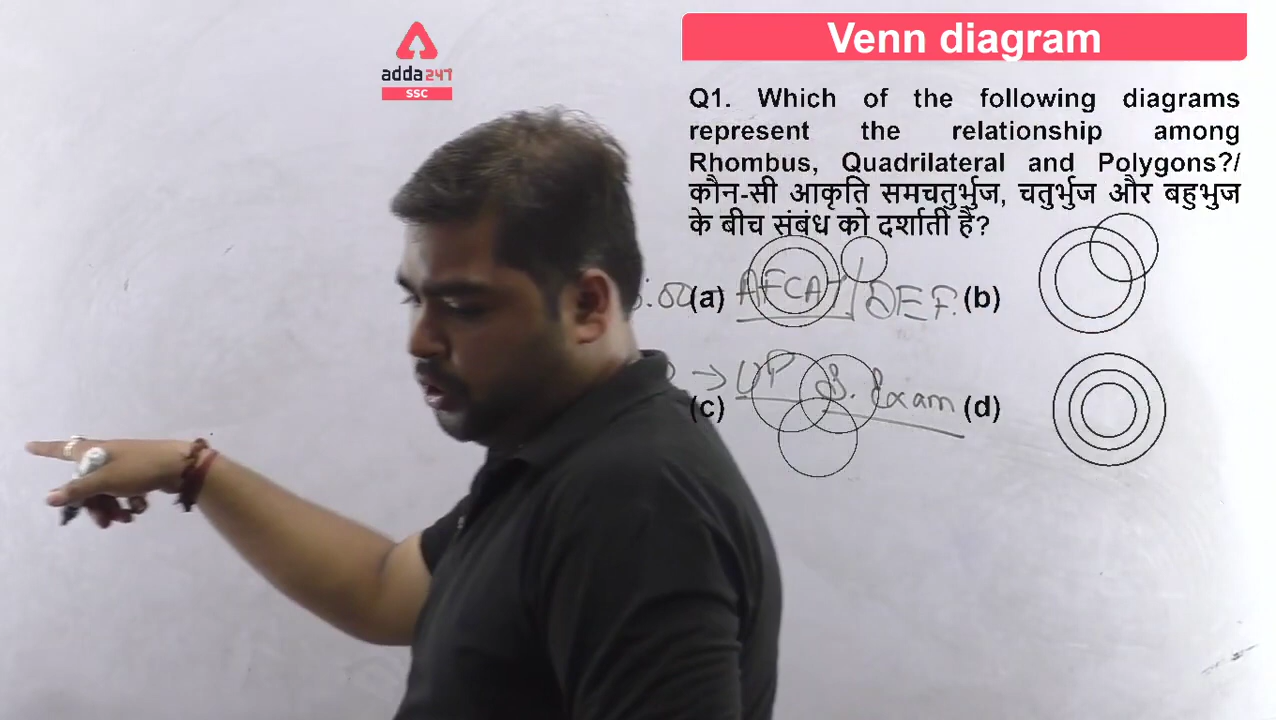 Venn diagram
adda247
SSC
Q1. Which of the following diagrams
represent the relationship among
Rhombus, Quadrilateral and Polygons?/
कौन-सी आकृति समचतुर्भुज, चतुर्भुज और बहुभुज
के बीच संबंध को दर्शाती है?
(a) AFCAT/DEF. (b)
→ UP S. Exam
(c) (d)